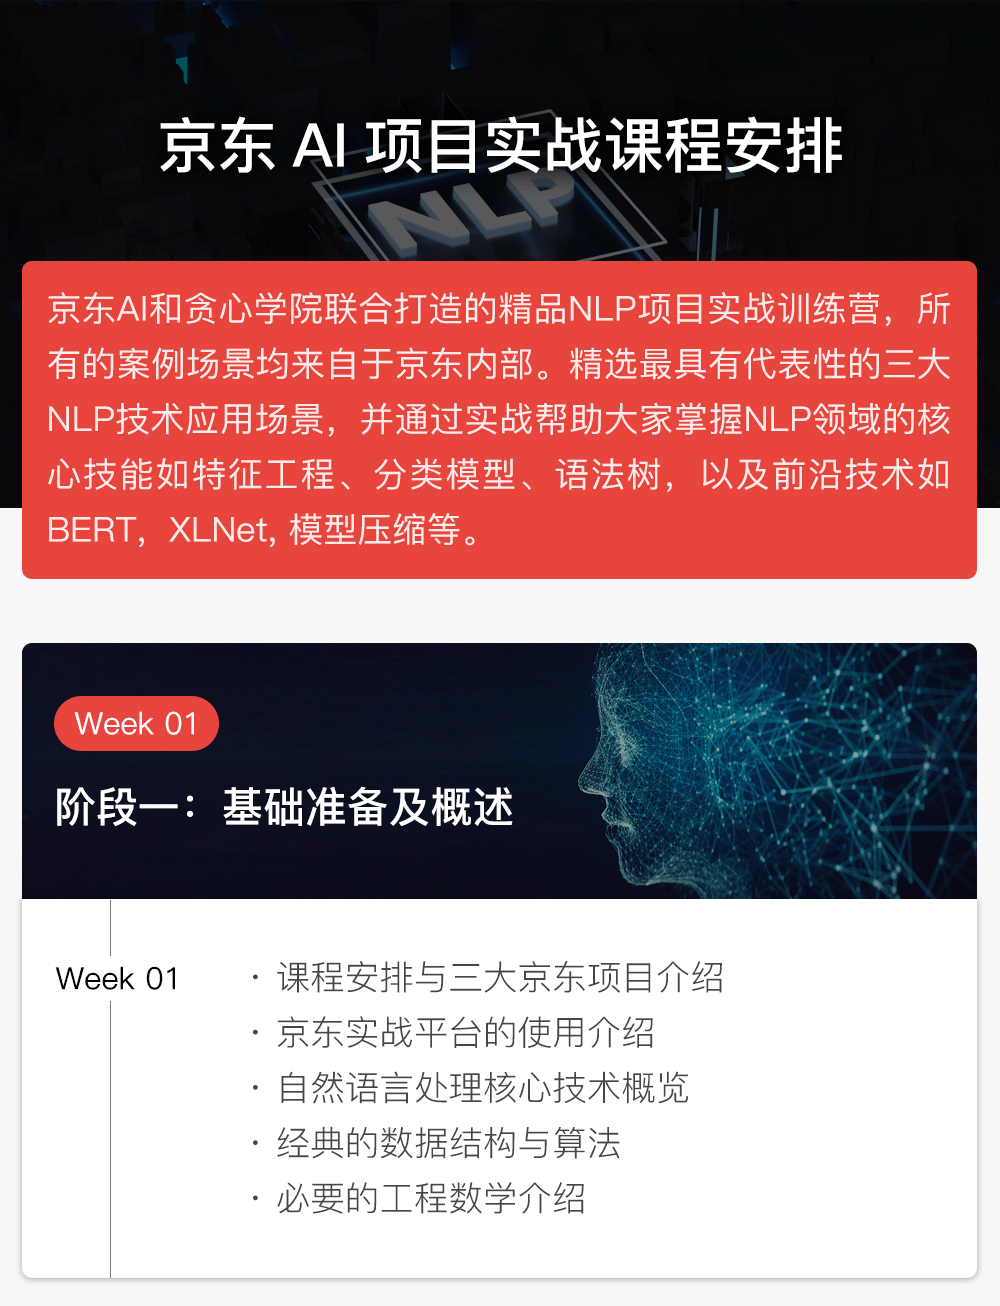 京东 AI 项目实战课程安排
NLP
京东AI和贪心学院联合打造的精品NLP项目实战训练营，所
有的案例场景均来自于京东内部。精选最具有代表性的三大
NLP技术应用场景，并通过实战帮助大家掌握NLP领域的核
心技能如特征工程、分类模型、语法树，以及前沿技术如
BERT，XLNet, 模型压缩等。
Week 01
阶段一：基础准备及概述
Week 01
· 课程安排与三大京东项目介绍
· 京东实战平台的使用介绍
· 自然语言处理核心技术概览
· 经典的数据结构与算法
· 必要的工程数学介绍